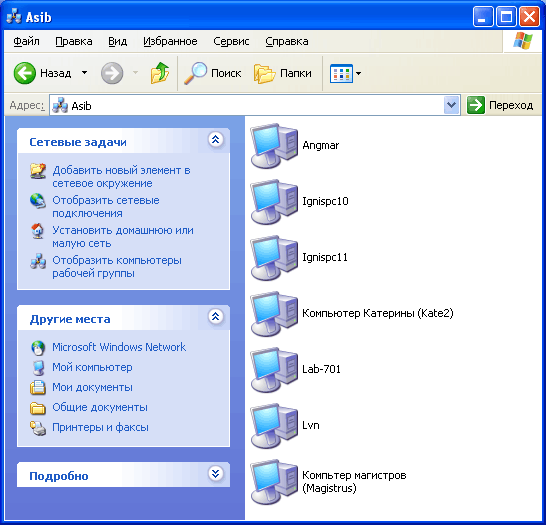 Asib
Файл Правка Вид Избранное Сервис Справка
Назад Поиск Папки
Адрес: Asib Переход
Сетевые задачи
Добавить новый элемент в
сетевое окружение
Отобразить сетевые
подключения
Установить домашнюю или
малую сеть
Отобразить компьютеры
рабочей группы
Другие места
Microsoft Windows Network
Мой компьютер
Мои документы
Общие документы
Принтеры и факсы
Подробно
Angmar
Ignispc10
Ignispc11
Компьютер Катерины (Kate2)
Lab-701
Lvn
Компьтер магистров
(Magistrus)